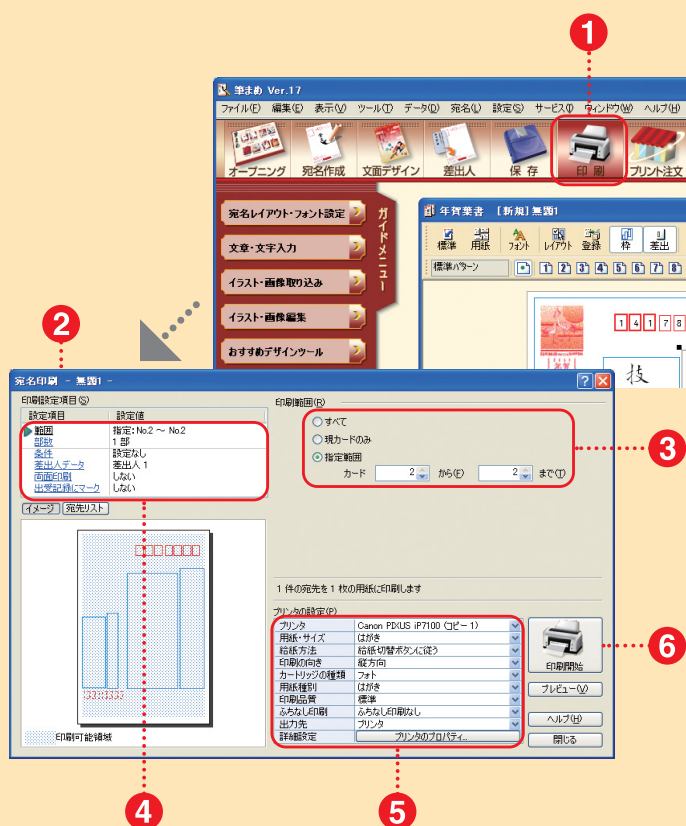 1
筆まめ Ver.17
ファイル(F) 編集(E) 表示(V) ツール(T) データ(D) 宛名(L) 設定(S) サービス(I) ウィンドウ(W) ヘルプ(H)
オープニング 宛名作成 文面デザイン 差出人 保存 印刷 プリント注文
宛名レイアウト・フォント設定
文章・文字入力
イラスト・画像取り込み
イラスト・画像編集
おすすめデザインツール
ガイドメニュー
年賀葉書 [新規]無題1
標準 用紙 フォント レイアウト 登録 枠 差出
標準パターン 1 2 3 4 5 6 7 8
1 4 1 7 8
技
2
宛名印刷 - 無題1 -
印刷設定項目(S)
設定項目 設定値
範囲 指定:No.2 ~ No.2
部数 1 部
条件 設定なし
差出人データ 差出人 1
両面印刷 しない
出受記録にマーク しない
イメージ 宛先リスト
印刷可能領域
4
印刷範囲(R)
すべて
現カードのみ
指定範囲
カード 2 から(E) 2 まで(T)
3
1 件の宛先を 1 枚の用紙に印刷します
プリンタの設定(P)
プリンタ Canon PIXUS iP7100 (コピー 1)
用紙・サイズ はがき
給紙方法 給紙切替ボタンに従う
印刷の向き 縦方向
カートリッジの種類 フォト
用紙種別 はがき
印刷品質 標準
ふちなし印刷 ふちなし印刷なし
出力先 プリンタ
詳細設定 プリンタのプロパティ...
5
印刷開始
6
プレビュー(V)
ヘルプ(H)
閉じる